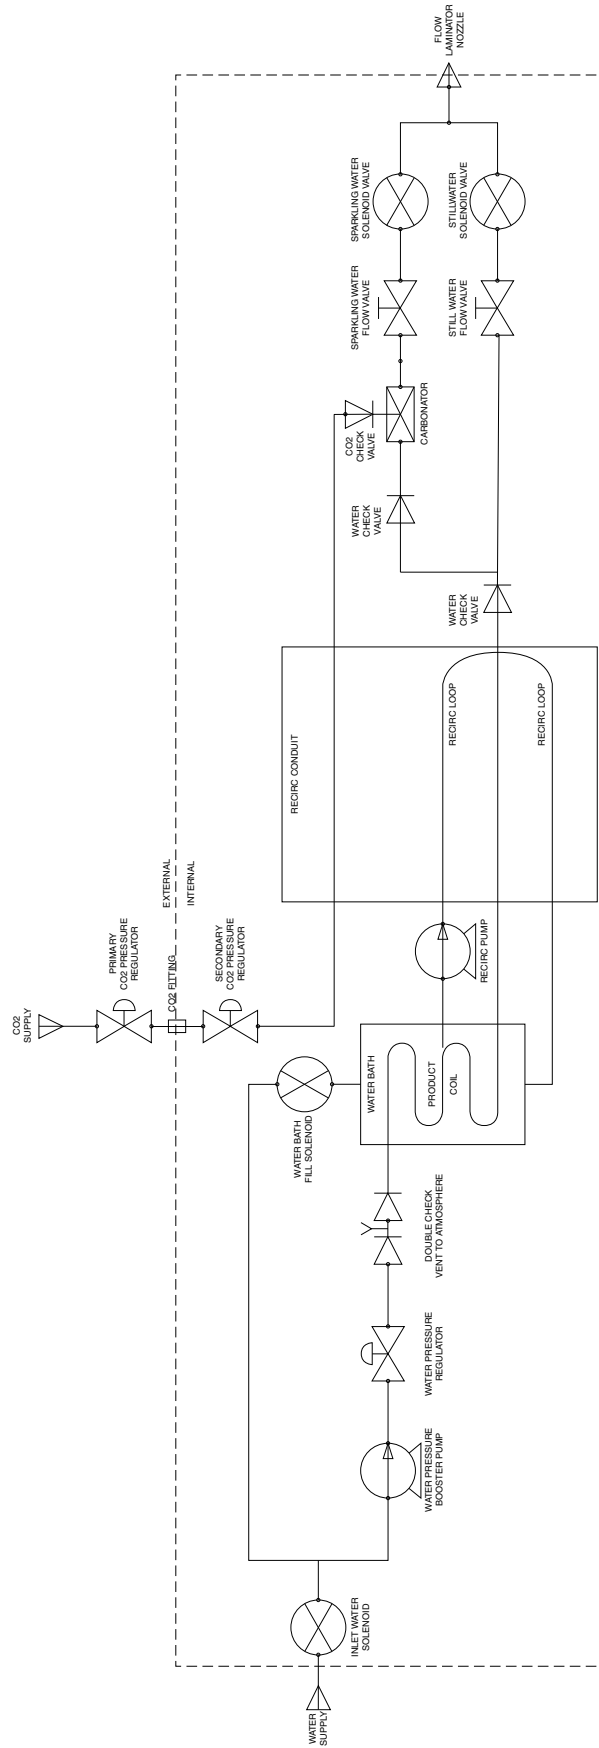 WATER
SUPPLY
INLET WATER
SOLENOID
WATER PRESSURE
BOOSTER PUMP
WATER PRESSURE
REGULATOR
DOUBLE CHECK
VENT TO ATMOSPHERE
WATER BATH
FILL SOLENOID
WATER BATH
PRODUCT
COIL
CO2
SUPPLY
PRIMARY
CO2 PRESSURE
REGULATOR
CO2 FITTING
SECONDARY
CO2 PRESSURE
REGULATOR
EXTERNAL
INTERNAL
RECIRC PUMP
RECIRC CONDUIT
RECIRC LOOP
RECIRC LOOP
WATER
CHECK
VALVE
WATER
CHECK
VALVE
CO2
CHECK
VALVE
CARBONATOR
SPARKLING WATER
FLOW VALVE
STILL WATER
FLOW VALVE
SPARKLING WATER
SOLENOID VALVE
STILLWATER
SOLENOID VALVE
FLOW
LAMINATOR
NOZZLE